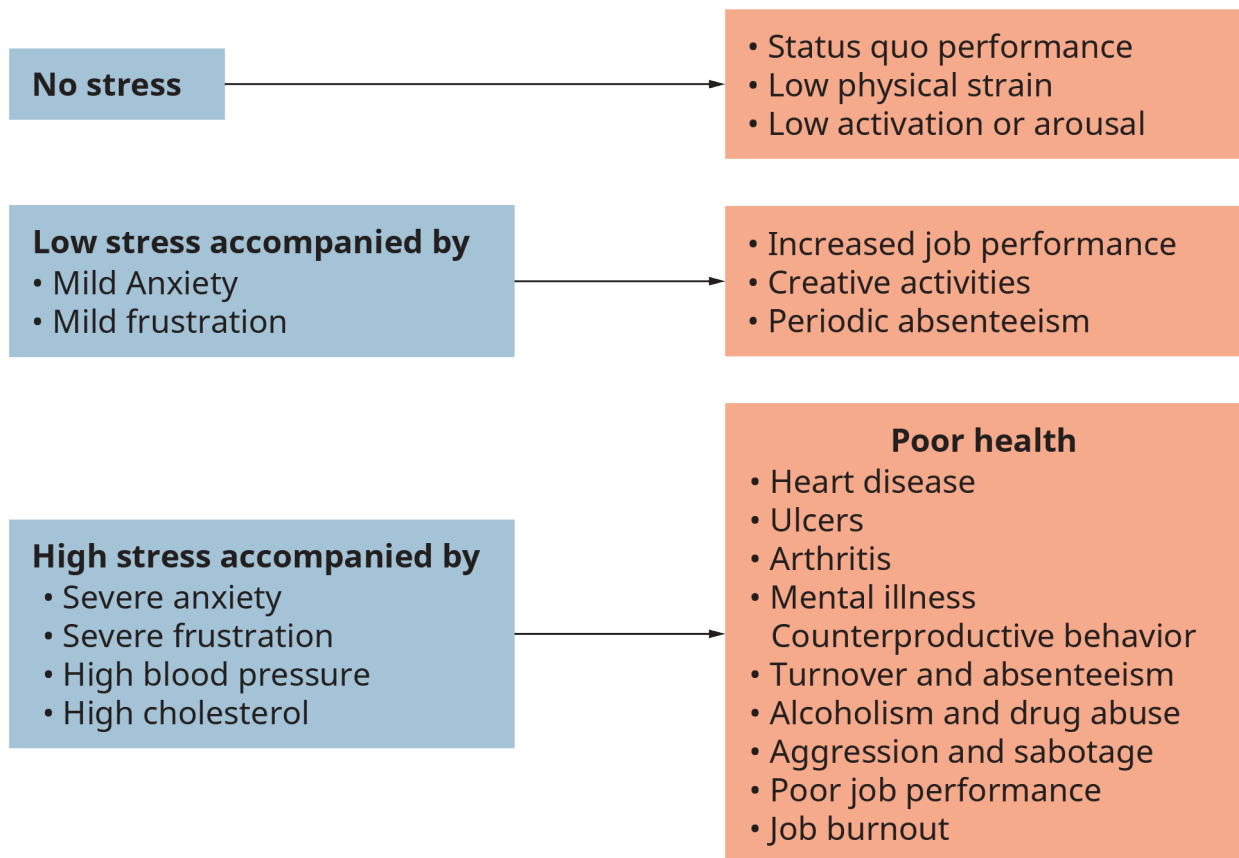 No stress
• Status quo performance
• Low physical strain
• Low activation or arousal
Low stress accompanied by
• Mild Anxiety
• Mild frustration
• Increased job performance
• Creative activities
• Periodic absenteeism
High stress accompanied by
• Severe anxiety
• Severe frustration
• High blood pressure
• High cholesterol
Poor health
• Heart disease
• Ulcers
• Arthritis
• Mental illness
Counterproductive behavior
• Turnover and absenteeism
• Alcoholism and drug abuse
• Aggression and sabotage
• Poor job performance
• Job burnout